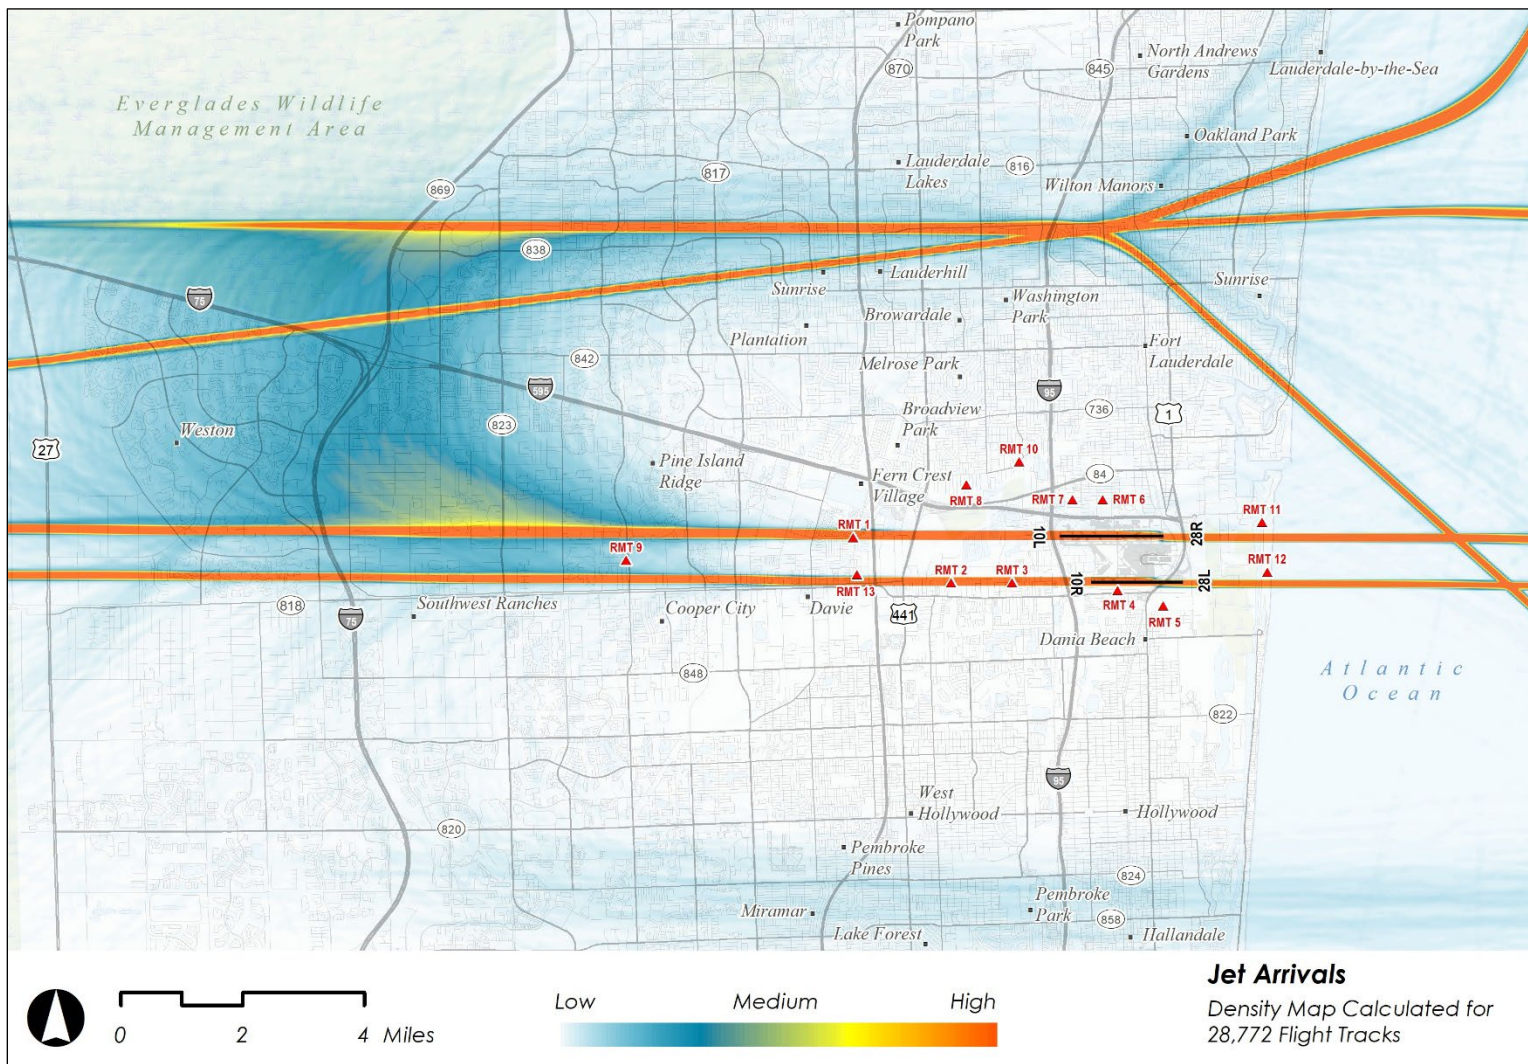 Pompano
Park
870
845
North Andrews
Gardens
Lauderdale-by-the-Sea
Everglades Wildlife
Management Area
Oakland Park
869
817
Lauderdale
Lakes
816
Wilton Manors
838
Sunrise
Lauderhill
Sunrise
75
Washington
Park
Plantation
Browardale
Fort
Lauderdale
842
Melrose Park
595
95
736
1
Broadview
Park
823
Weston
27
Pine Island
Ridge
RMT 10
84
Fern Crest
Village
RMT 8
RMT 7
RMT 6
RMT 1
10L
28R
RMT 11
RMT 9
RMT 2
RMT 3
10R
28L
RMT 12
RMT 13
RMT 4
818
75
Southwest Ranches
Cooper City
Davie
441
RMT 5
Dania Beach
848
Atlantic
Ocean
822
95
West
Hollywood
Hollywood
820
Pembroke
Pines
824
Miramar
Pembroke
Park
858
Lake Forest
Hallandale
0 2 4 Miles
Low Medium High
Jet Arrivals
Density Map Calculated for
28,772 Flight Tracks